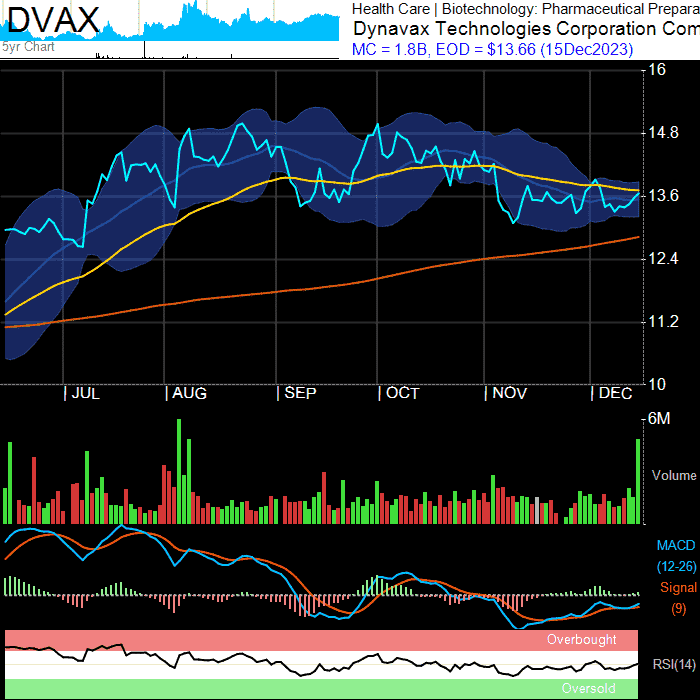 DVAX
5yr Chart
Health Care | Biotechnology: Pharmaceutical Prepara
Dynavax Technologies Corporation Com
MC = 1.8B, EOD = $13.66 (15Dec2023)
16
14.8
13.6
12.4
11.2
10
| JUL | AUG | SEP | OCT | NOV | DEC
6M
Volume
MACD
(12-26)
Signal
(9)
Overbought
RSI(14)
Oversold